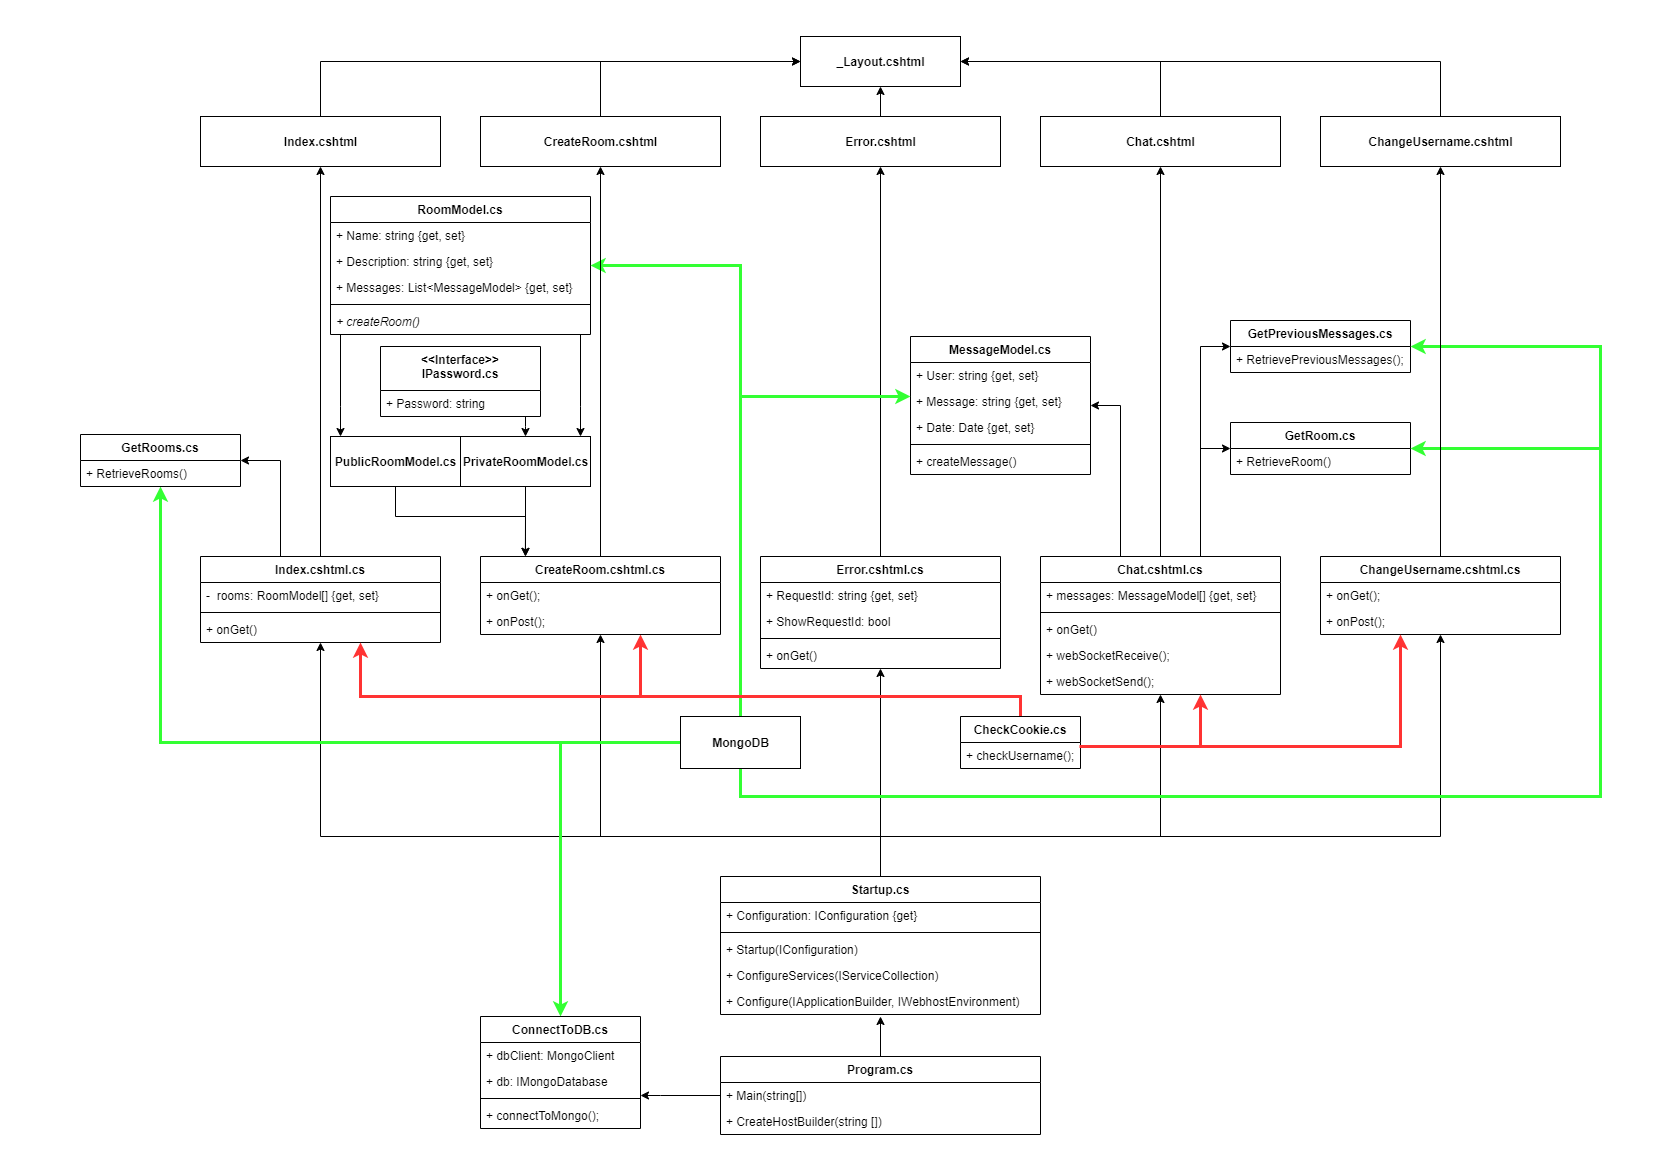 _Layout.cshtml
Index.cshtml
CreateRoom.cshtml
Error.cshtml
Chat.cshtml
ChangeUsername.cshtml
RoomModel.cs
+ Name: string {get, set}
+ Description: string {get, set}
+ Messages: List<MessageModel> {get, set}
+ createRoom()
<<Interface>>
IPassword.cs
+ Password: string
PublicRoomModel.cs
PrivateRoomModel.cs
MessageModel.cs
+ User: string {get, set}
+ Message: string {get, set}
+ Date: Date {get, set}
+ createMessage()
GetPreviousMessages.cs
+ RetrievePreviousMessages();
GetRoom.cs
+ RetrieveRoom()
GetRooms.cs
+ RetrieveRooms()
Index.cshtml.cs
- rooms: RoomModel[] {get, set}
+ onGet()
CreateRoom.cshtml.cs
+ onGet();
+ onPost();
Error.cshtml.cs
+ RequestId: string {get, set}
+ ShowRequestId: bool
+ onGet()
Chat.cshtml.cs
+ messages: MessageModel[] {get, set}
+ onGet()
+ webSocketReceive();
+ webSocketSend();
ChangeUsername.cshtml.cs
+ onGet();
+ onPost();
MongoDB
CheckCookie.cs
+ checkUsername();
Startup.cs
+ Configuration: IConfiguration {get}
+ Startup(IConfiguration)
+ ConfigureServices(IServiceCollection)
+ Configure(IApplicationBuilder, IWebhostEnvironment)
ConnectToDB.cs
+ dbClient: MongoClient
+ db: IMongoDatabase
+ connectToMongo();
Program.cs
+ Main(string[])
+ CreateHostBuilder(string [])